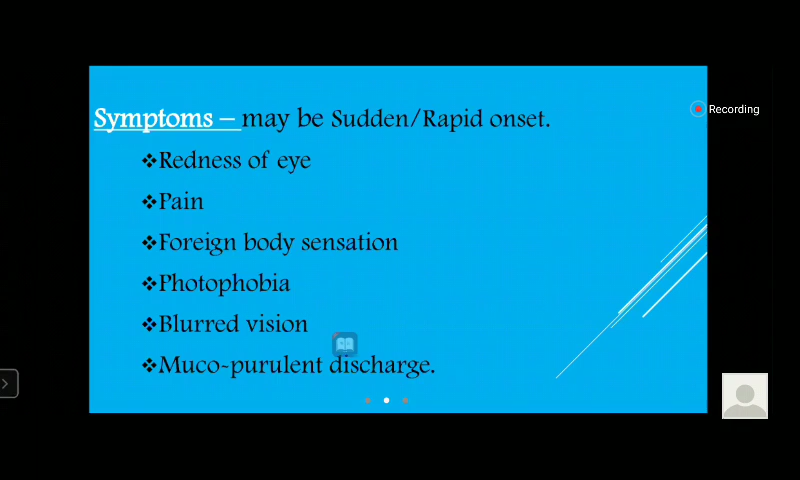 Symptoms – may be Sudden/Rapid onset.
Recording
❖Redness of eye
❖Pain
❖Foreign body sensation
❖Photophobia
❖Blurred vision
❖Muco-purulent discharge.